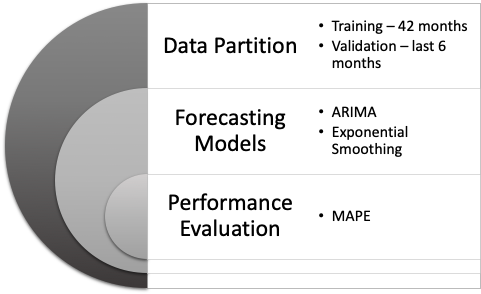 Data Partition
• Training – 42 months
• Validation – last 6
months
Forecasting
Models
• ARIMA
• Exponential
Smoothing
Performance
Evaluation
• MAPE